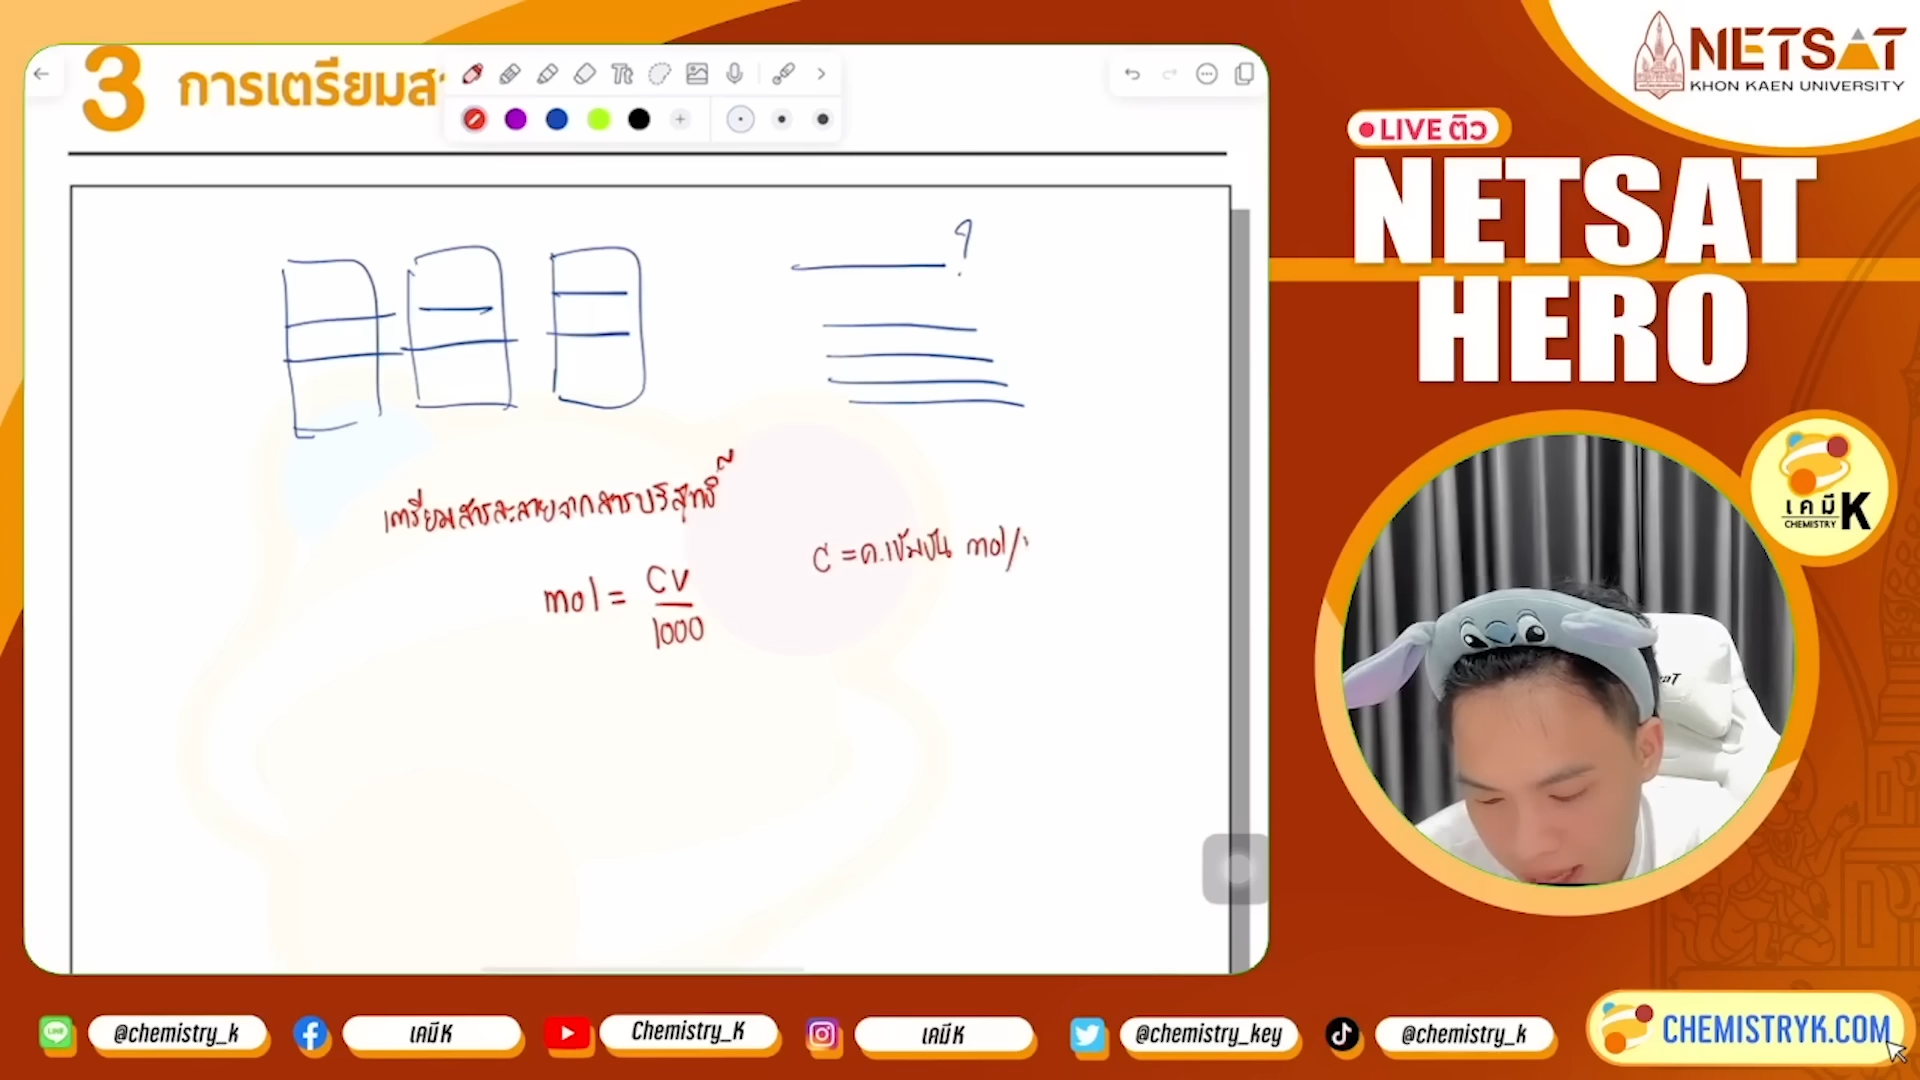 3 การเตรียมสา
Tt
?
เตรียมสารละลายจากสารบริสุทธิ์
mol = CV
1000
C = ค.เข้มข้น mol/
NETSAT
KHON KAEN UNIVERSITY
LIVE ติว
NETSAT
HERO
เคมี K
CHEMISTRY
LINE
@chemistry_k
เคมี K
Chemistry_K
เคมี K
@chemistry_key
@chemistry_k
CHEMISTRYK.COM